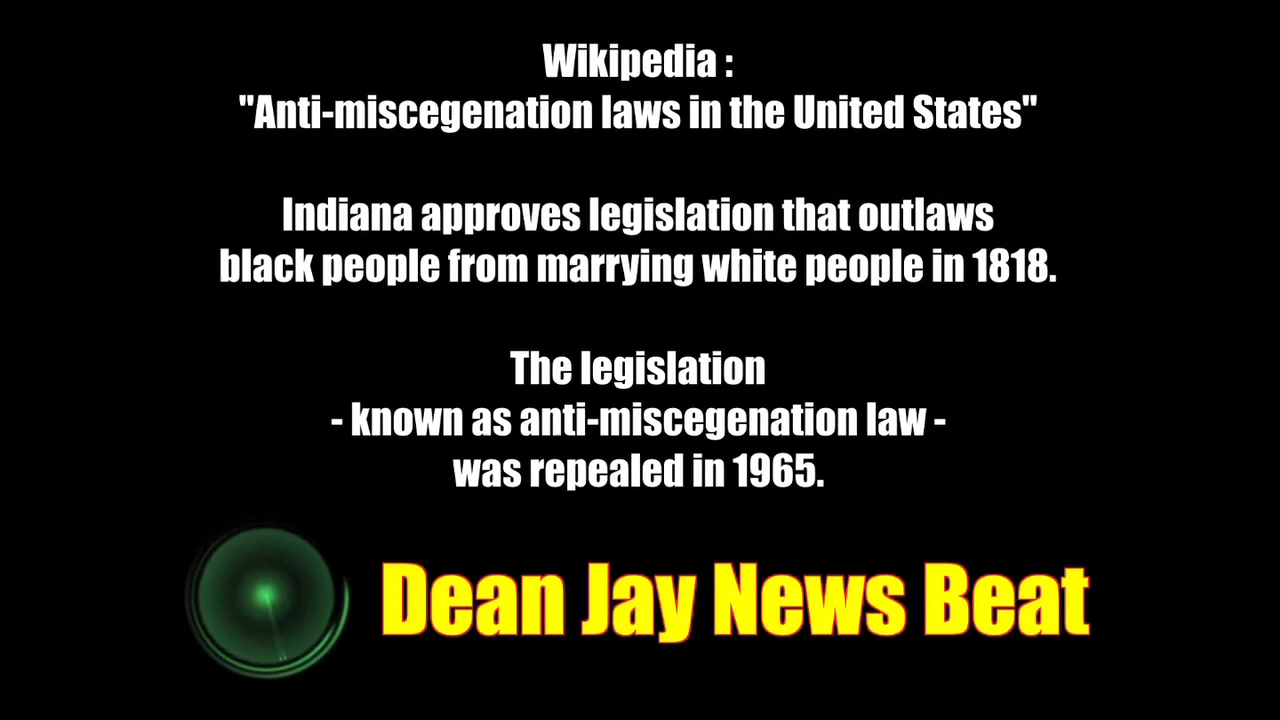 Wikipedia :
"Anti-miscegenation laws in the United States"
Indiana approves legislation that outlaws
black people from marrying white people in 1818.
The legislation
- known as anti-miscegenation law -
was repealed in 1965.
Dean Jay News Beat